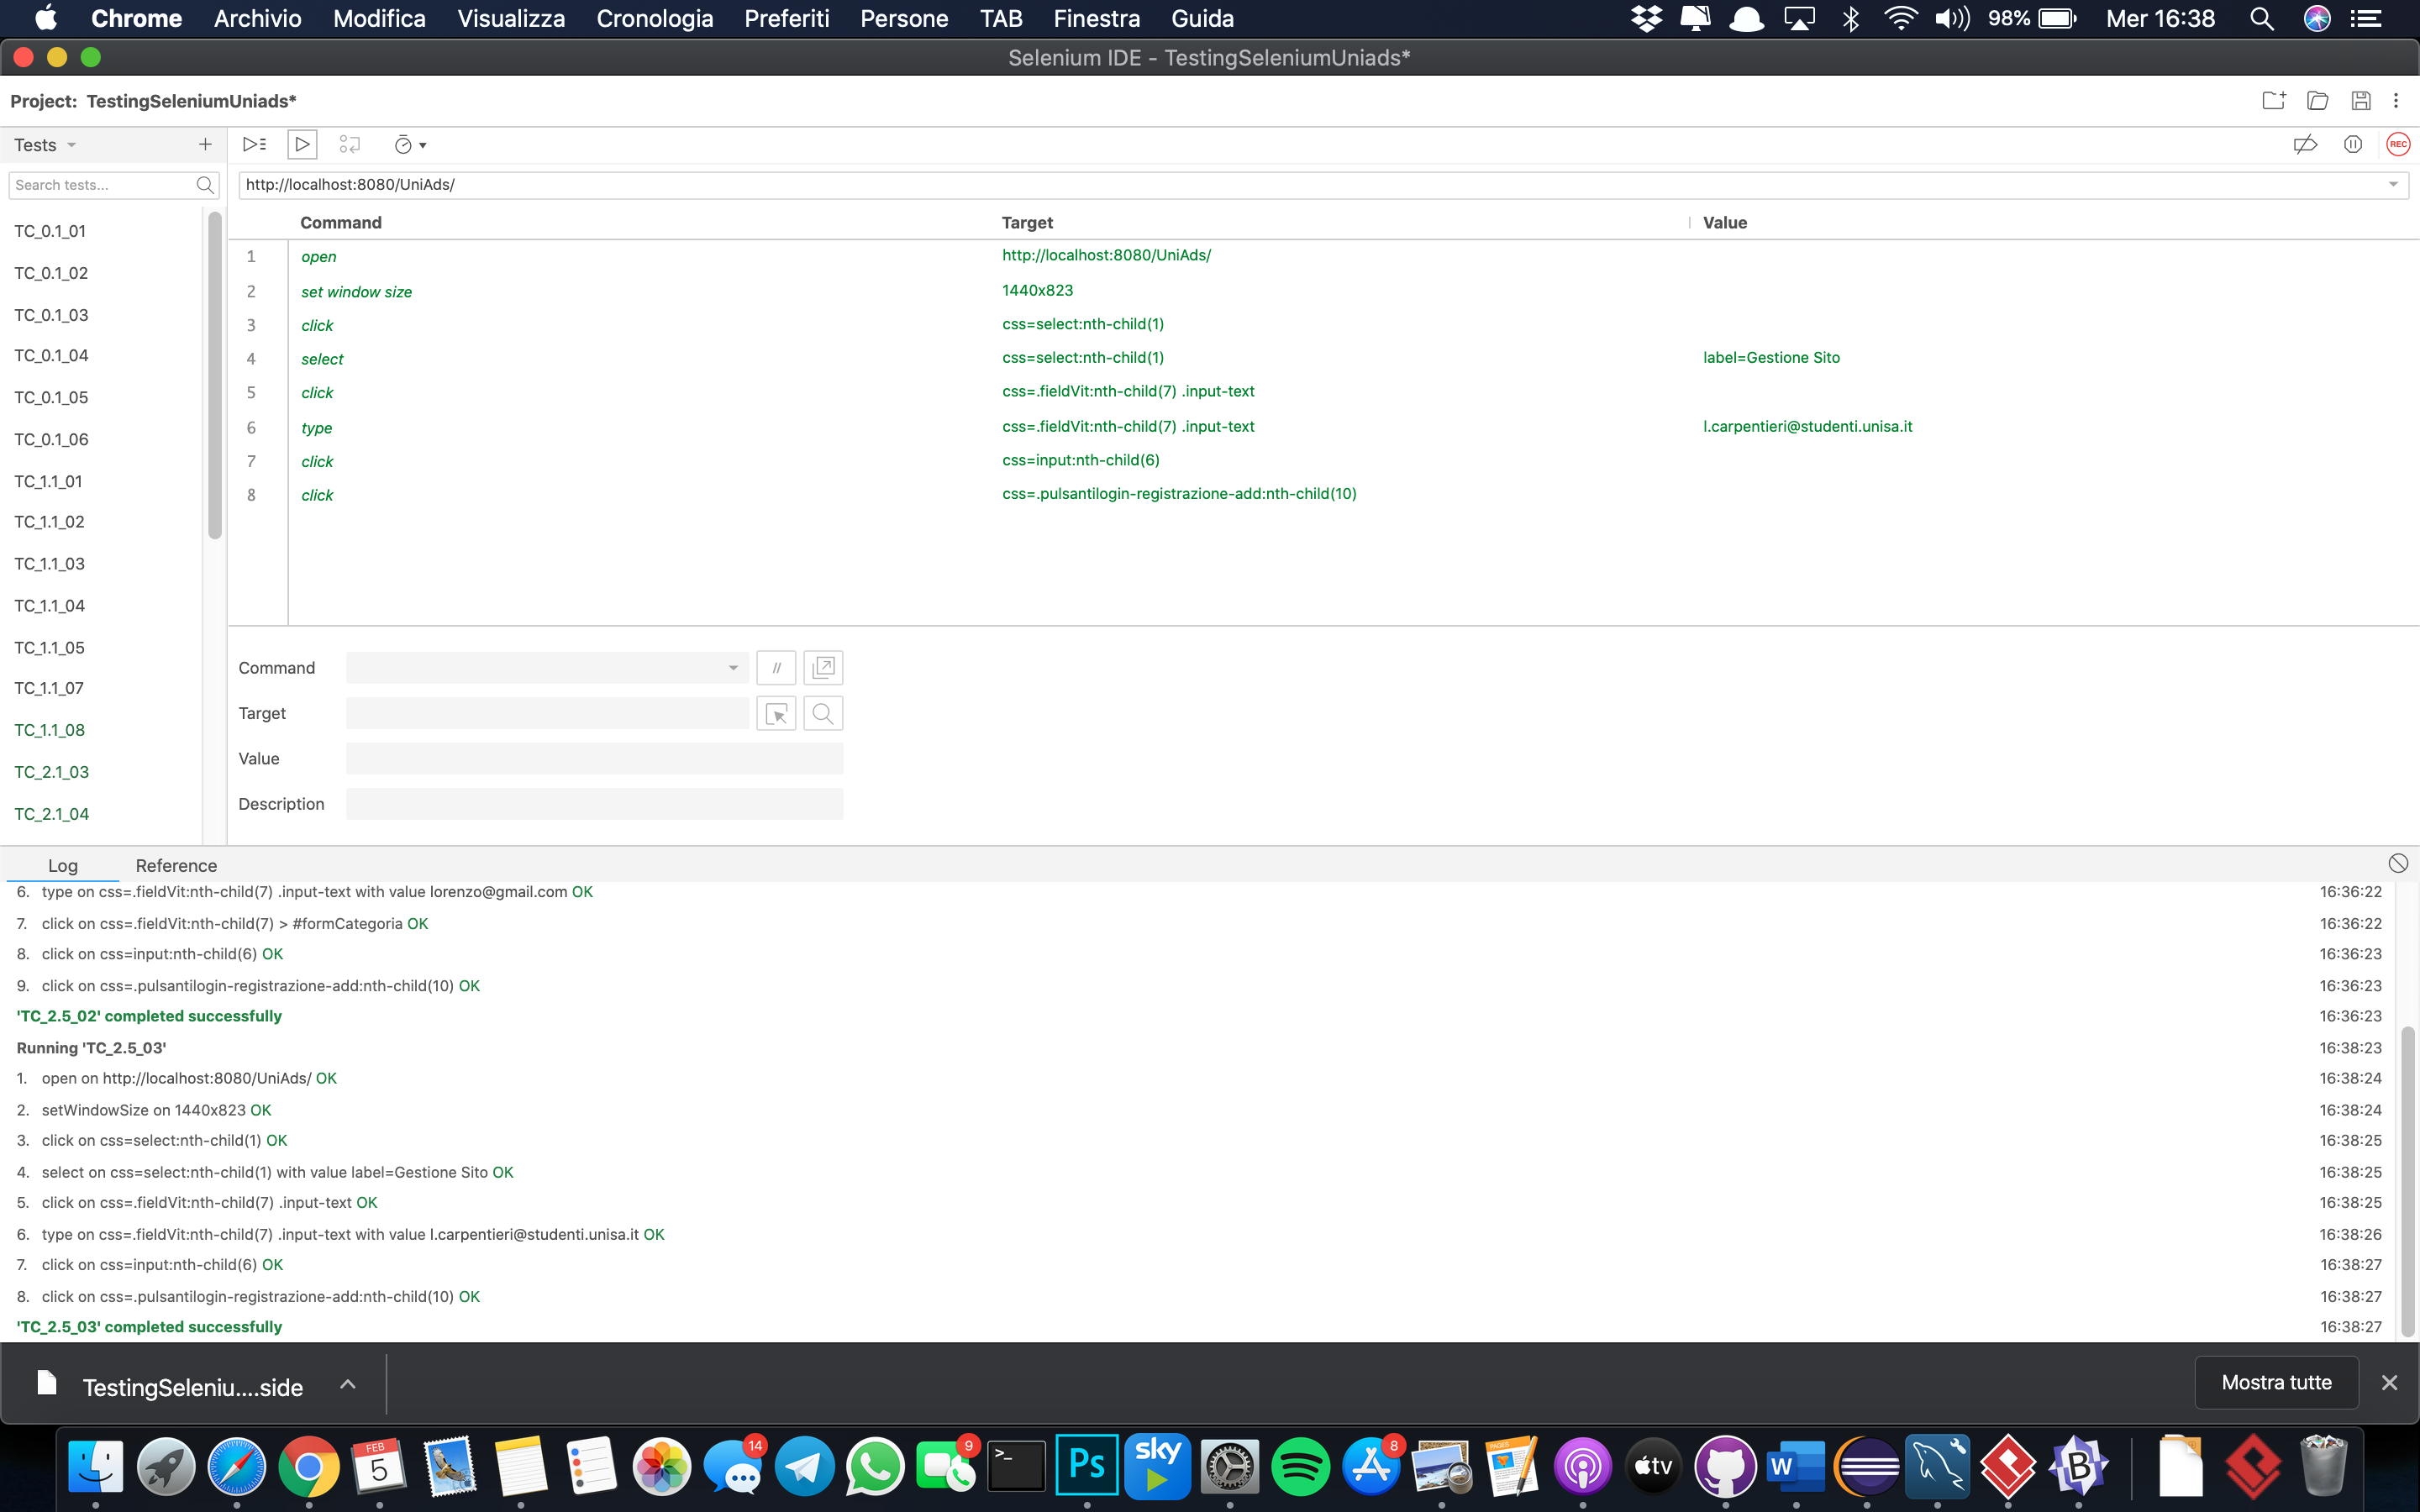 Chrome Archivio Modifica Visualizza Cronologia Preferiti Persone TAB Finestra Guida 98% Mer 16:38
Selenium IDE - TestingSeleniumUniads*
Project: TestingSeleniumUniads*
Tests
REC
Search tests...
http://localhost:8080/UniAds/
Command Target Value
1 open http://localhost:8080/UniAds/
2 set window size 1440x823
3 click css=select:nth-child(1)
4 select css=select:nth-child(1) label=Gestione Sito
5 click css=.fieldVit:nth-child(7) .input-text
6 type css=.fieldVit:nth-child(7) .input-text l.carpentieri@studenti.unisa.it
7 click css=input:nth-child(6)
8 click css=.pulsantilogin-registrazione-add:nth-child(10)
TC_0.1_01
TC_0.1_02
TC_0.1_03
TC_0.1_04
TC_0.1_05
TC_0.1_06
TC_1.1_01
TC_1.1_02
TC_1.1_03
TC_1.1_04
TC_1.1_05
TC_1.1_07
TC_1.1_08
TC_2.1_03
TC_2.1_04
Command //
Target
Value
Description
Log Reference
6. type on css=.fieldVit:nth-child(7) .input-text with value lorenzo@gmail.com OK 16:36:22
7. click on css=.fieldVit:nth-child(7) > #formCategoria OK 16:36:22
8. click on css=input:nth-child(6) OK 16:36:23
9. click on css=.pulsantilogin-registrazione-add:nth-child(10) OK 16:36:23
'TC_2.5_02' completed successfully 16:36:23
Running 'TC_2.5_03' 16:38:23
1. open on http://localhost:8080/UniAds/ OK 16:38:24
2. setWindowSize on 1440x823 OK 16:38:24
3. click on css=select:nth-child(1) OK 16:38:25
4. select on css=select:nth-child(1) with value label=Gestione Sito OK 16:38:25
5. click on css=.fieldVit:nth-child(7) .input-text OK 16:38:25
6. type on css=.fieldVit:nth-child(7) .input-text with value l.carpentieri@studenti.unisa.it OK 16:38:26
7. click on css=input:nth-child(6) OK 16:38:27
8. click on css=.pulsantilogin-registrazione-add:nth-child(10) OK 16:38:27
'TC_2.5_03' completed successfully 16:38:27
TestingSeleniu....side Mostra tutte
FEB 5 14 9 >_ Ps sky 8 PAGES tv W B